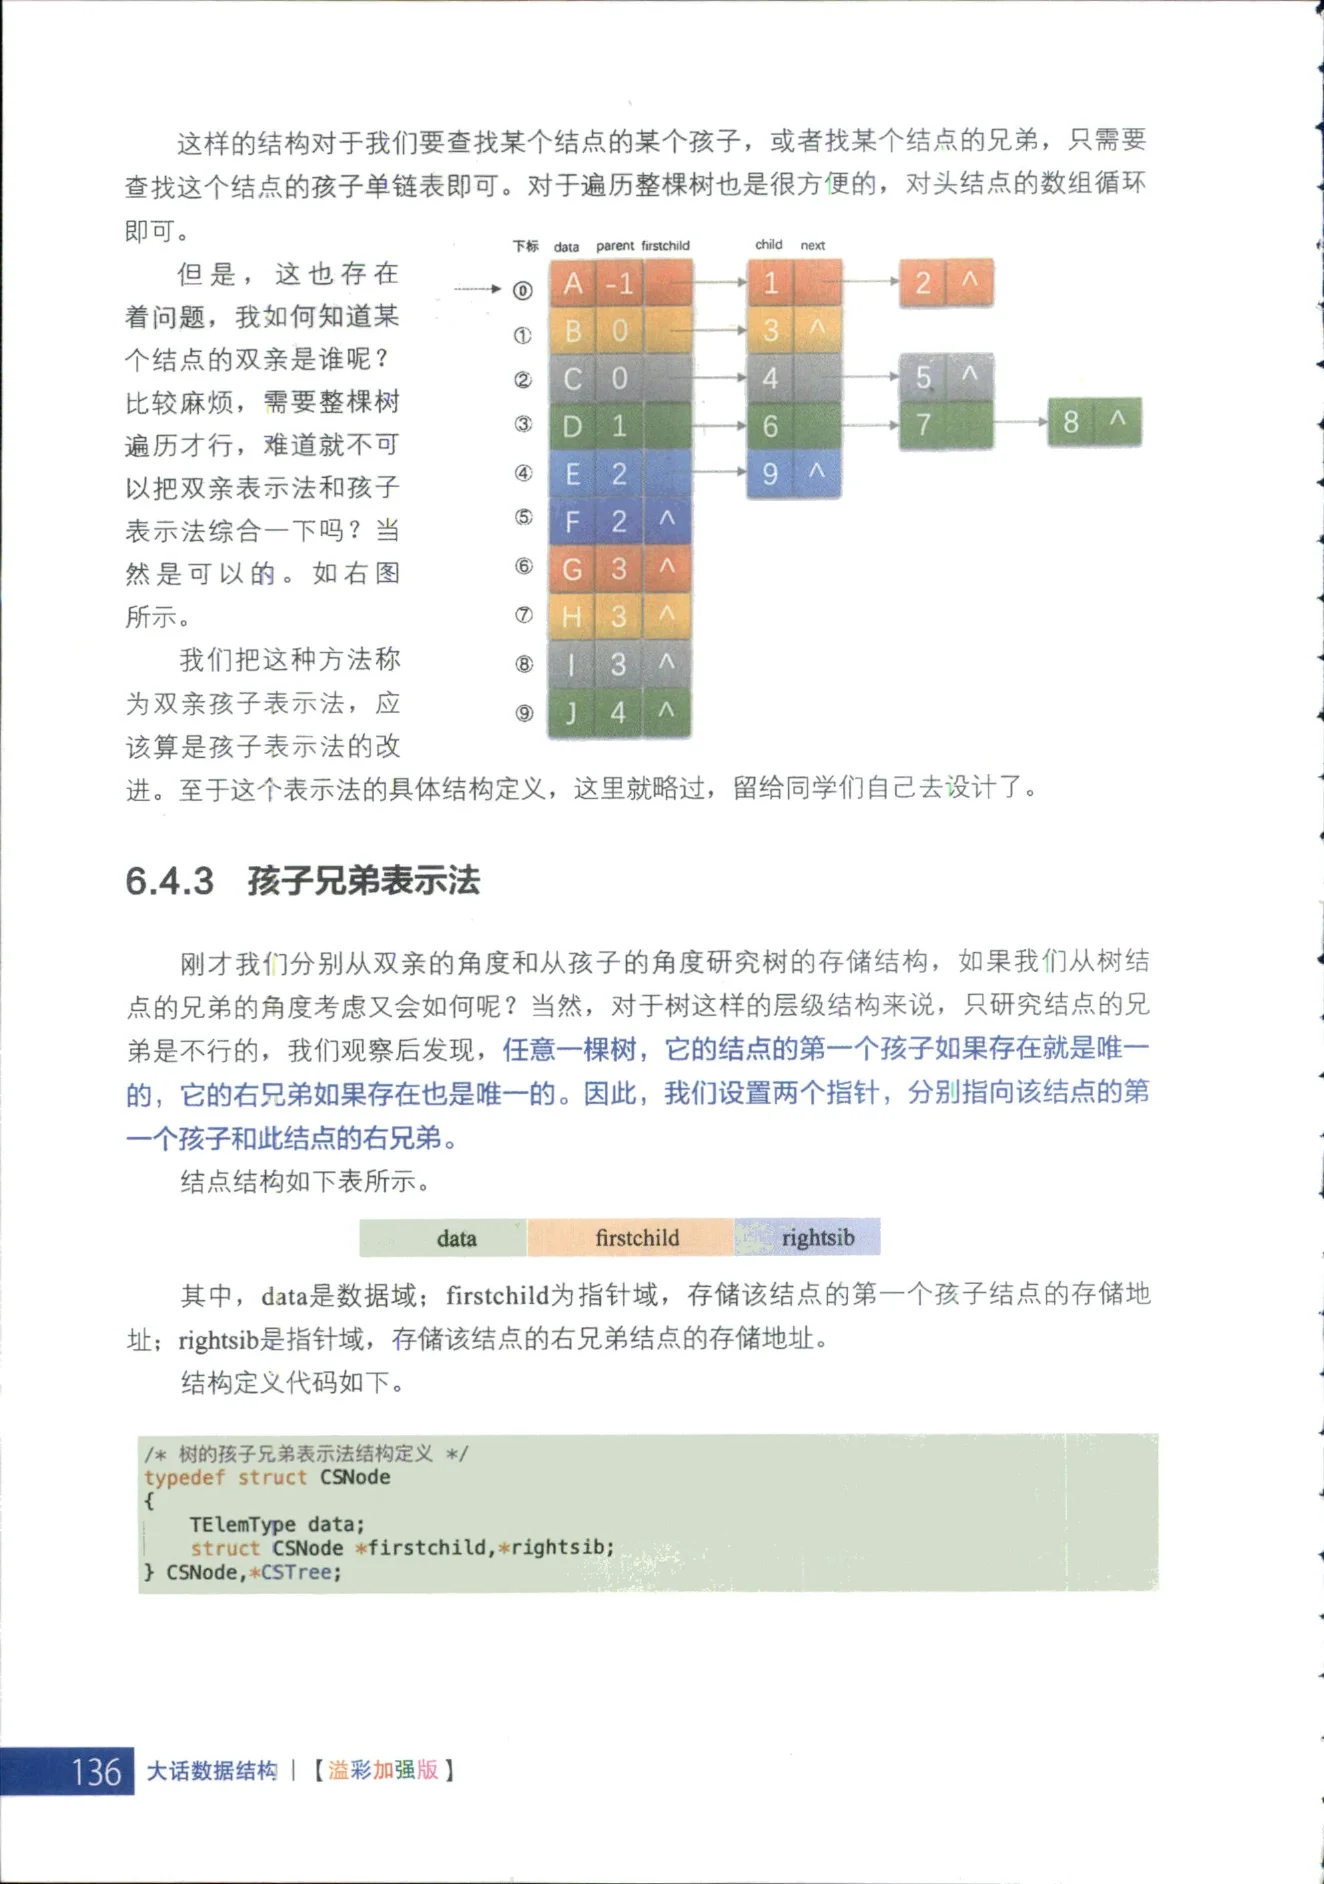 这样的结构对于我们要查找某个结点的某个孩子，或者找某个结点的兄弟，只需要
查找这个结点的孩子单链表即可。对于遍历整棵树也是很方便的，对头结点的数组循环
即可。
但是，这也存在
着问题，我如何知道某
个结点的双亲是谁呢？
比较麻烦，需要整棵树
遍历才行，难道就不可
以把双亲表示法和孩子
表示法综合一下吗？当
然是可以的。如右图
所示。
我们把这种方法称
为双亲孩子表示法，应
该算是孩子表示法的改
进。至于这个表示法的具体结构定义，这里就略过，留给同学们自己去设计了。
下标 data parent firstchild child next
⓪ A -1 1 2 ^
① B 0 3 ^
② C 0 4 5 ^
③ D 1 6 7 8 ^
④ E 2 9 ^
⑤ F 2 ^
⑥ G 3 ^
⑦ H 3 ^
⑧ I 3 ^
⑨ J 4 ^
6.4.3 孩子兄弟表示法
刚才我们分别从双亲的角度和从孩子的角度研究树的存储结构，如果我们从树结
点的兄弟的角度考虑又会如何呢？当然，对于树这样的层级结构来说，只研究结点的兄
弟是不行的，我们观察后发现，任意一棵树，它的结点的第一个孩子如果存在就是唯一
的，它的右兄弟如果存在也是唯一的。因此，我们设置两个指针，分别指向该结点的第
一个孩子和此结点的右兄弟。
结点结构如下表所示。
data firstchild rightsib
其中，data是数据域；firstchild为指针域，存储该结点的第一个孩子结点的存储地
址；rightsib是指针域，存储该结点的右兄弟结点的存储地址。
结构定义代码如下。
/* 树的孩子兄弟表示法结构定义 */
typedef struct CSNode
{
TElemType data;
struct CSNode *firstchild,*rightsib;
} CSNode,*CSTree;
136 大话数据结构 | 【溢彩加强版】